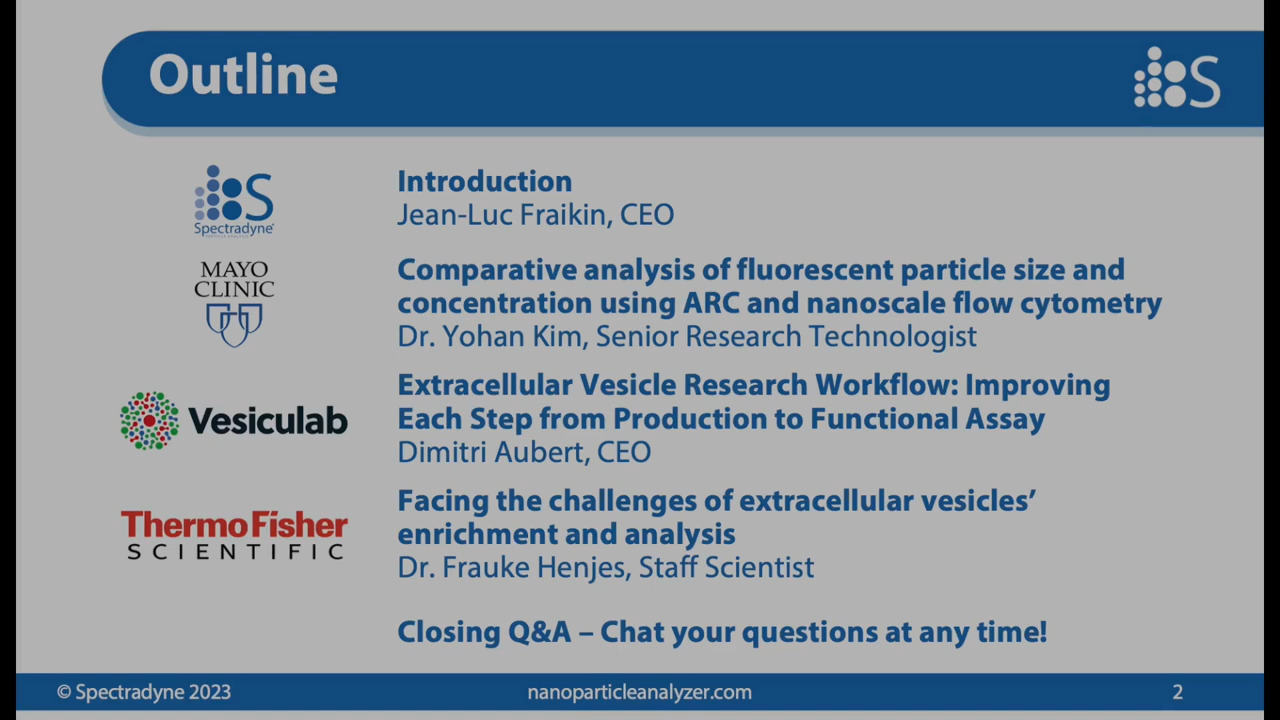 Outline
S
S
Spectradyne
Introduction
Jean-Luc Fraikin, CEO
MAYO
CLINIC
Comparative analysis of fluorescent particle size and
concentration using ARC and nanoscale flow cytometry
Dr. Yohan Kim, Senior Research Technologist
Vesiculab
Extracellular Vesicle Research Workflow: Improving
Each Step from Production to Functional Assay
Dimitri Aubert, CEO
ThermoFisher
SCIENTIFIC
Facing the challenges of extracellular vesicles’
enrichment and analysis
Dr. Frauke Henjes, Staff Scientist
Closing Q&A – Chat your questions at any time!
© Spectradyne 2023
nanoparticleanalyzer.com
2